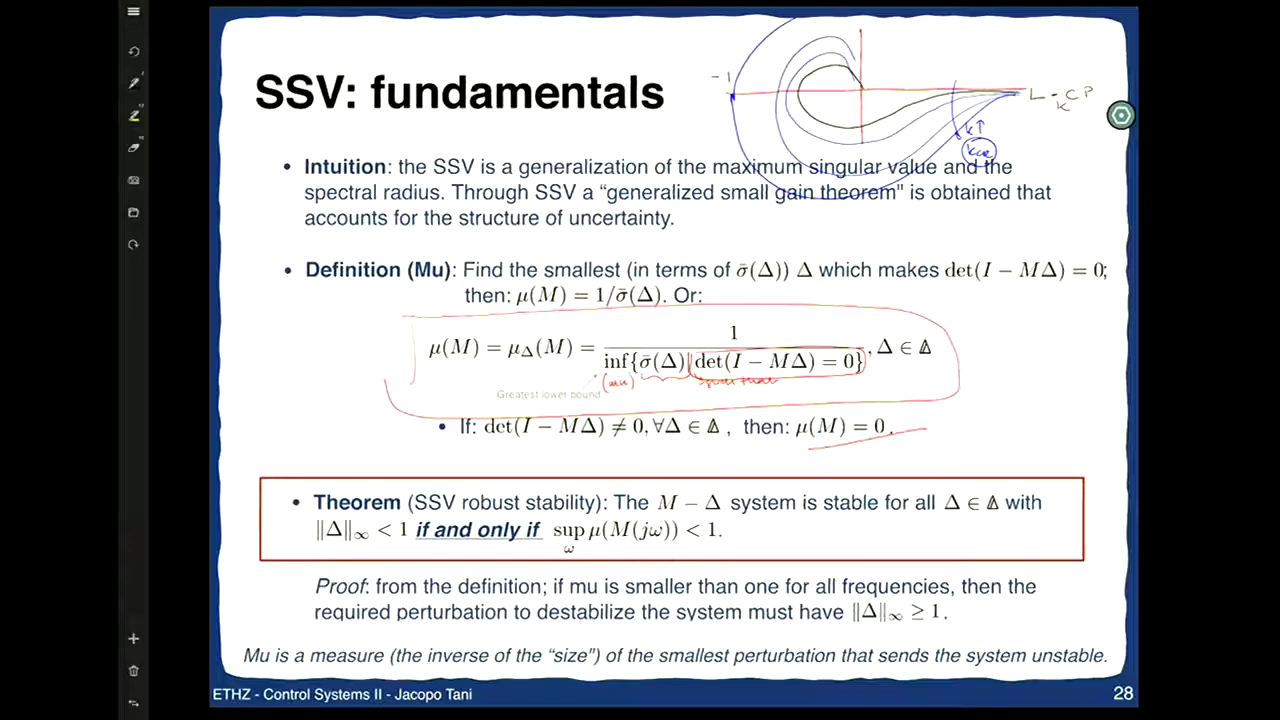 SSV: fundamentals
-1
L = CP
k
k↑
• Intuition: the SSV is a generalization of the maximum singular value and the
spectral radius. Through SSV a “generalized small gain theorem” is obtained that
accounts for the structure of uncertainty.
• Definition (Mu): Find the smallest (in terms of σ̄(Δ)) Δ which makes det(I − MΔ) = 0;
then: μ(M) = 1/σ̄(Δ). Or:
μ(M) = μ_Δ(M) = 1 / inf{σ̄(Δ)|det(I − MΔ) = 0}, Δ ∈ 𝚫
Greatest lower bound
• If: det(I − MΔ) ≠ 0, ∀Δ ∈ 𝚫 , then: μ(M) = 0.
• Theorem (SSV robust stability): The M − Δ system is stable for all Δ ∈ 𝚫 with
‖Δ‖∞ < 1 if and only if sup_ω μ(M(jω)) < 1.
Proof: from the definition; if mu is smaller than one for all frequencies, then the
required perturbation to destabilize the system must have ‖Δ‖∞ ≥ 1.
Mu is a measure (the inverse of the “size”) of the smallest perturbation that sends the system unstable.
ETHZ - Control Systems II - Jacopo Tani
28